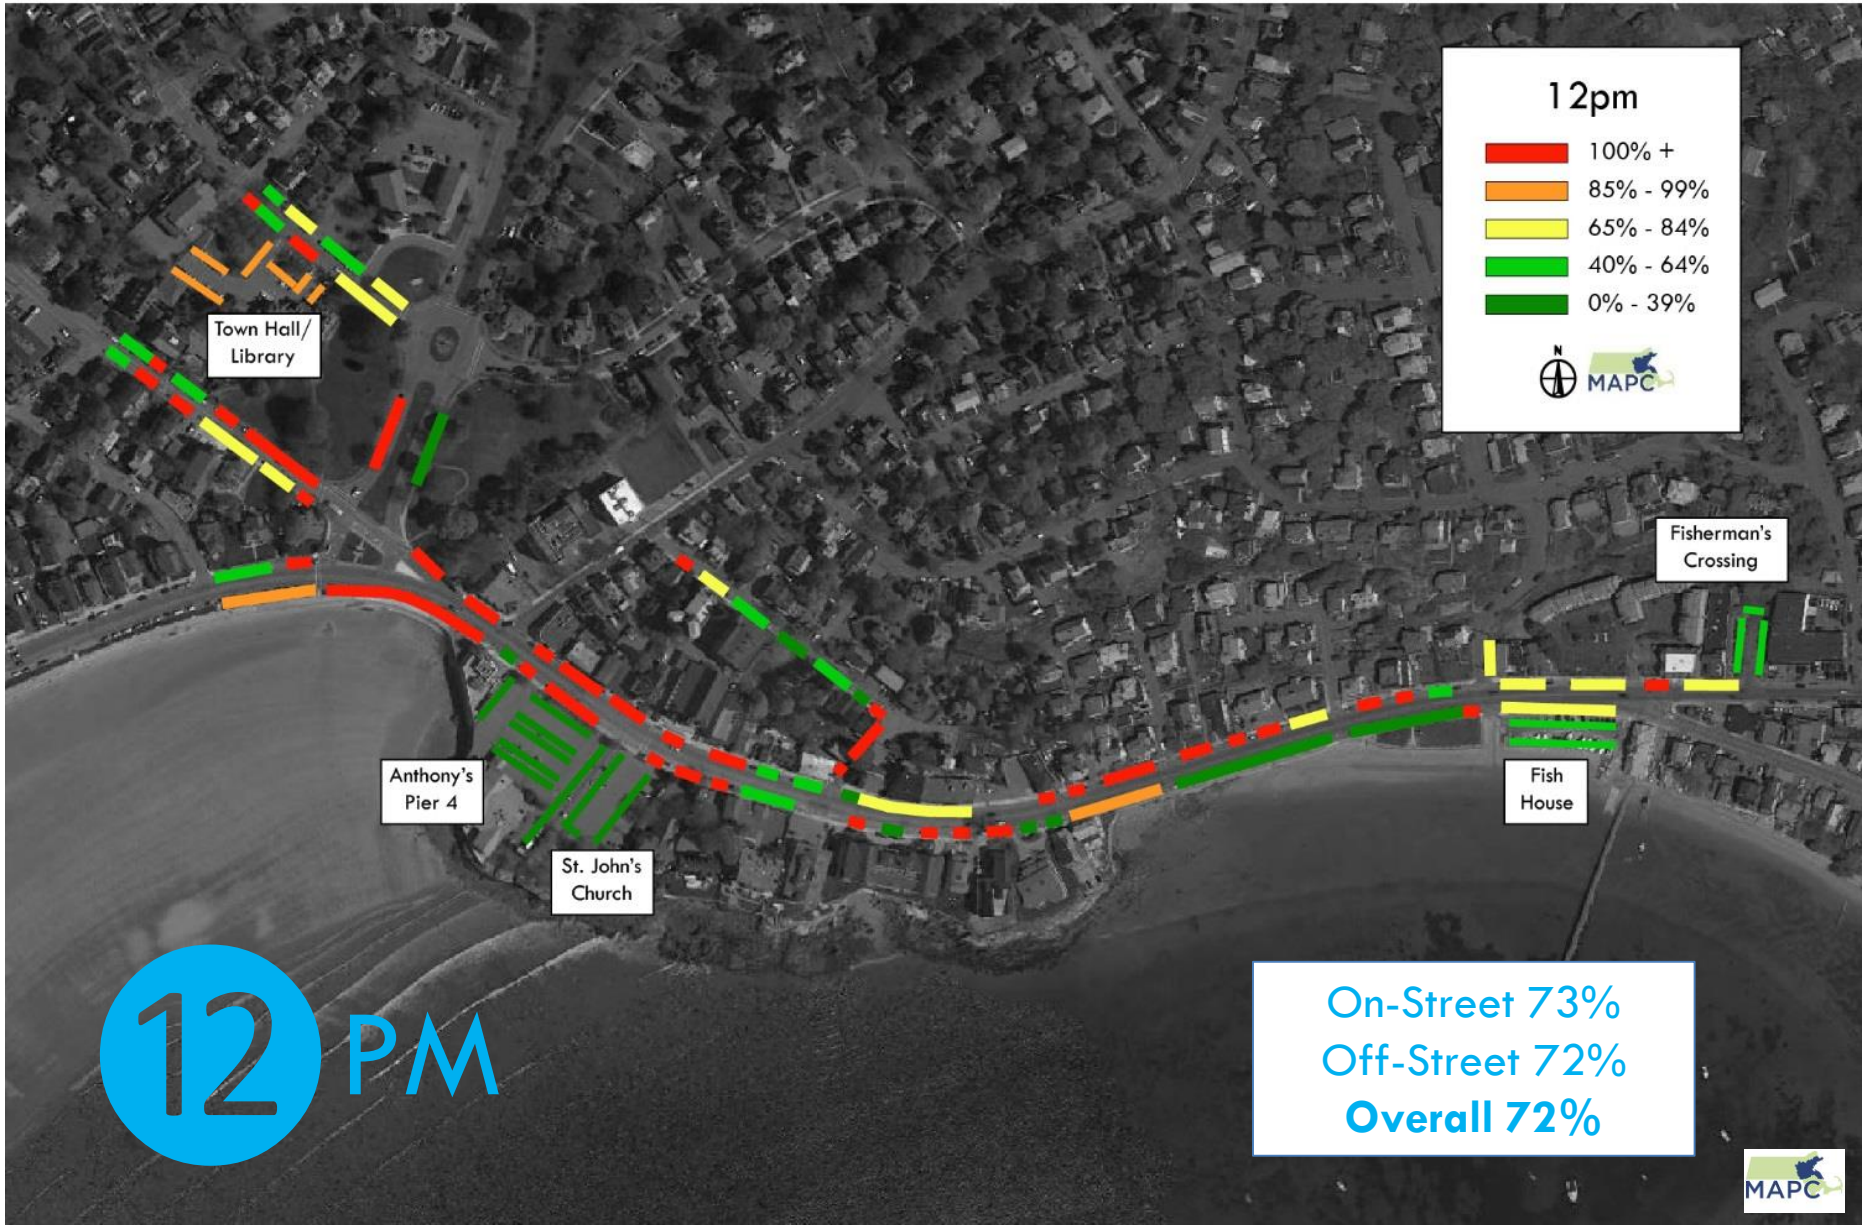 12pm
100% +
85% - 99%
65% - 84%
40% - 64%
0% - 39%
N
MAPC
Town Hall/
Library
Fisherman's
Crossing
Anthony's
Pier 4
Fish
House
St. John's
Church
12 PM
On-Street 73%
Off-Street 72%
Overall 72%
MAPC